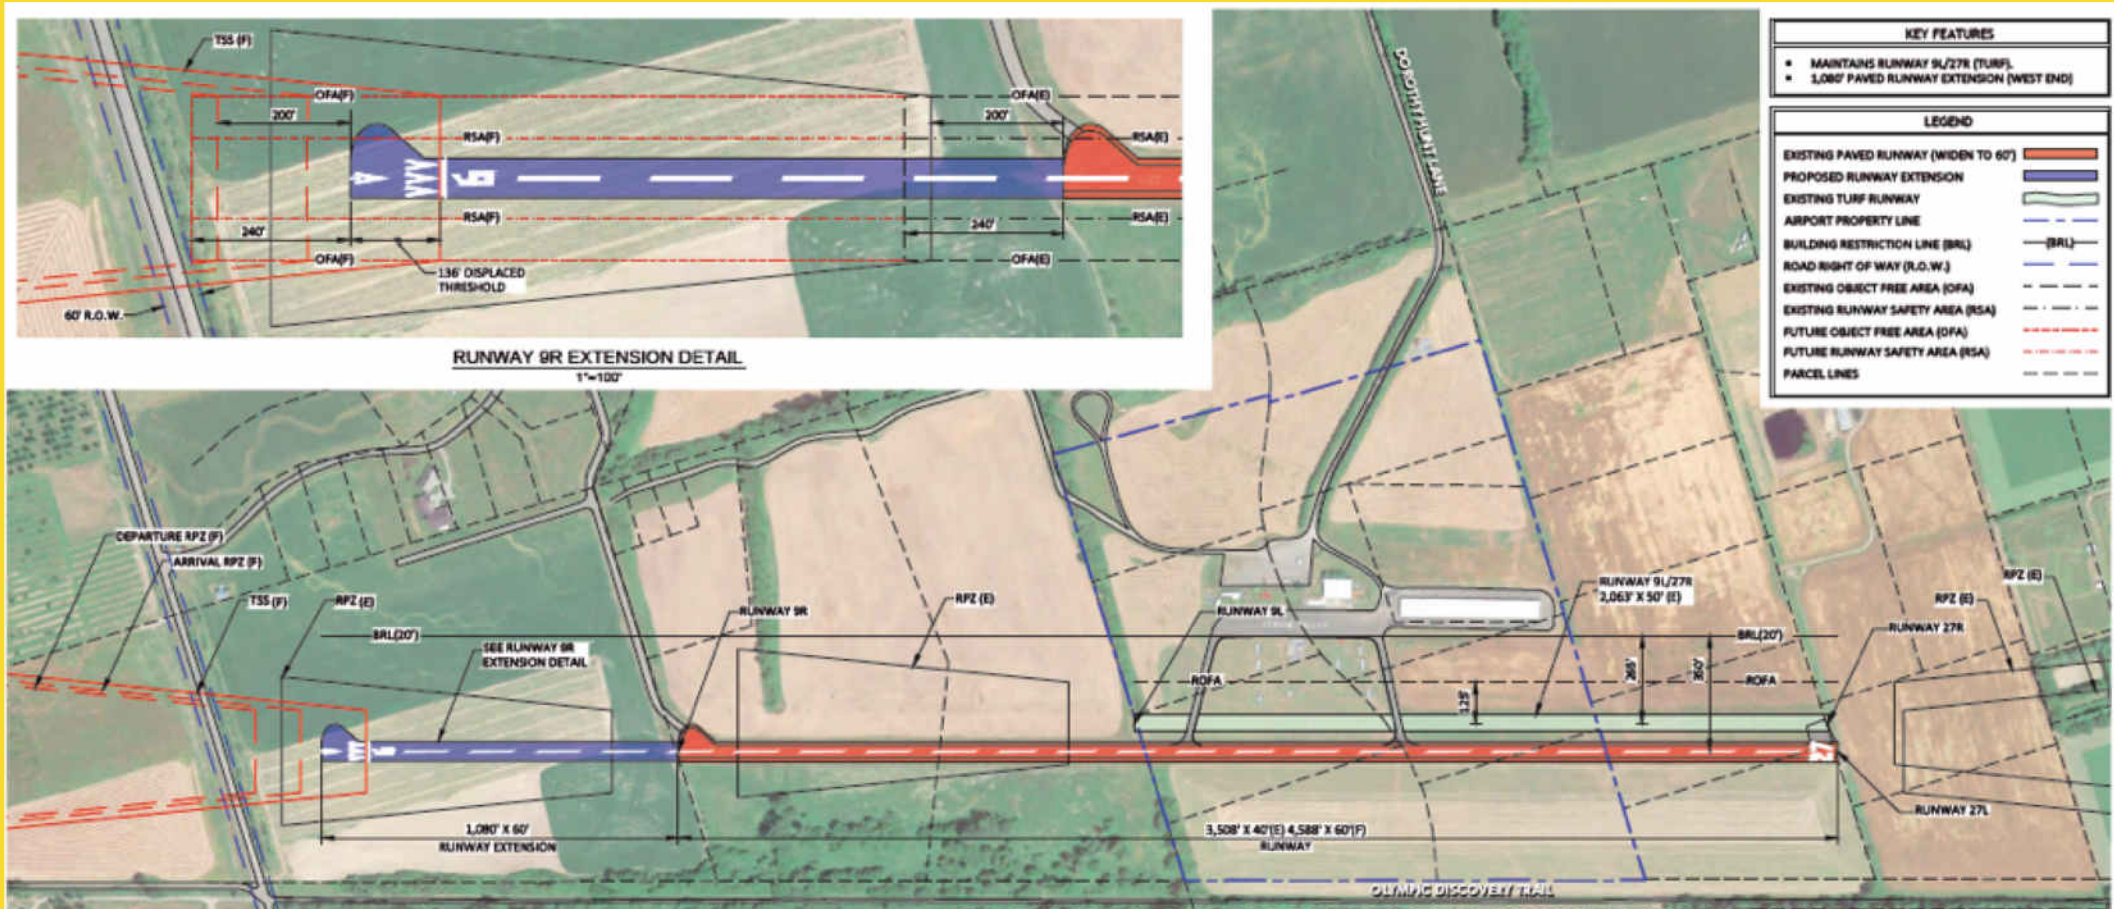 TSS (F)
OFA(F)
OFA(E)
200'
200'
RSA(F)
RSA(E)
9
RSA(F)
RSA(E)
240'
240'
OFA(F)
OFA(E)
136' DISPLACED
THRESHOLD
60' R.O.W.
RUNWAY 9R EXTENSION DETAIL
1"=100'
DOROTHY HUNT LANE
KEY FEATURES
• MAINTAINS RUNWAY 9L/27R (TURF).
• 1,080' PAVED RUNWAY EXTENSION (WEST END)
LEGEND
EXISTING PAVED RUNWAY (WIDEN TO 60')
PROPOSED RUNWAY EXTENSION
EXISTING TURF RUNWAY
AIRPORT PROPERTY LINE
BUILDING RESTRICTION LINE (BRL)
(BRL)
ROAD RIGHT OF WAY (R.O.W.)
EXISTING OBJECT FREE AREA (OFA)
EXISTING RUNWAY SAFETY AREA (RSA)
FUTURE OBJECT FREE AREA (OFA)
FUTURE RUNWAY SAFETY AREA (RSA)
PARCEL LINES
DEPARTURE RPZ (F)
ARRIVAL RPZ (F)
TSS (F)
RPZ (E)
BRL(20')
SEE RUNWAY 9R
EXTENSION DETAIL
RUNWAY 9R
RPZ (E)
RUNWAY 9L
RUNWAY 9L/27R
2,063' X 50' (E)
RPZ (E)
RPZ (E)
RUNWAY 27R
BRL(20')
ROFA
ROFA
125'
265'
350'
9
27
RUNWAY 27L
1,080' X 60'
RUNWAY EXTENSION
3,508' X 40'(E) 4,588' X 60'(F)
RUNWAY
OLYMPIC DISCOVERY TRAIL